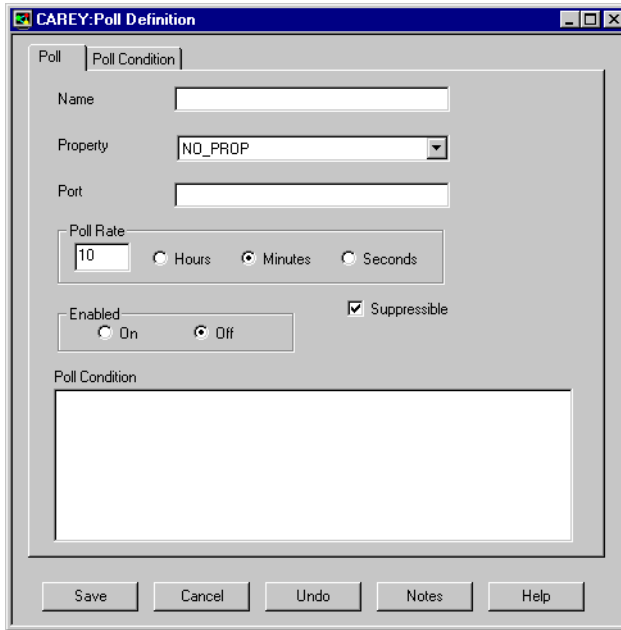 CAREY:Poll Definition
Poll
Poll Condition
Name
Property
NO_PROP
Port
Poll Rate
10
Hours
Minutes
Seconds
Enabled
On
Off
Suppressible
Poll Condition
Save
Cancel
Undo
Notes
Help